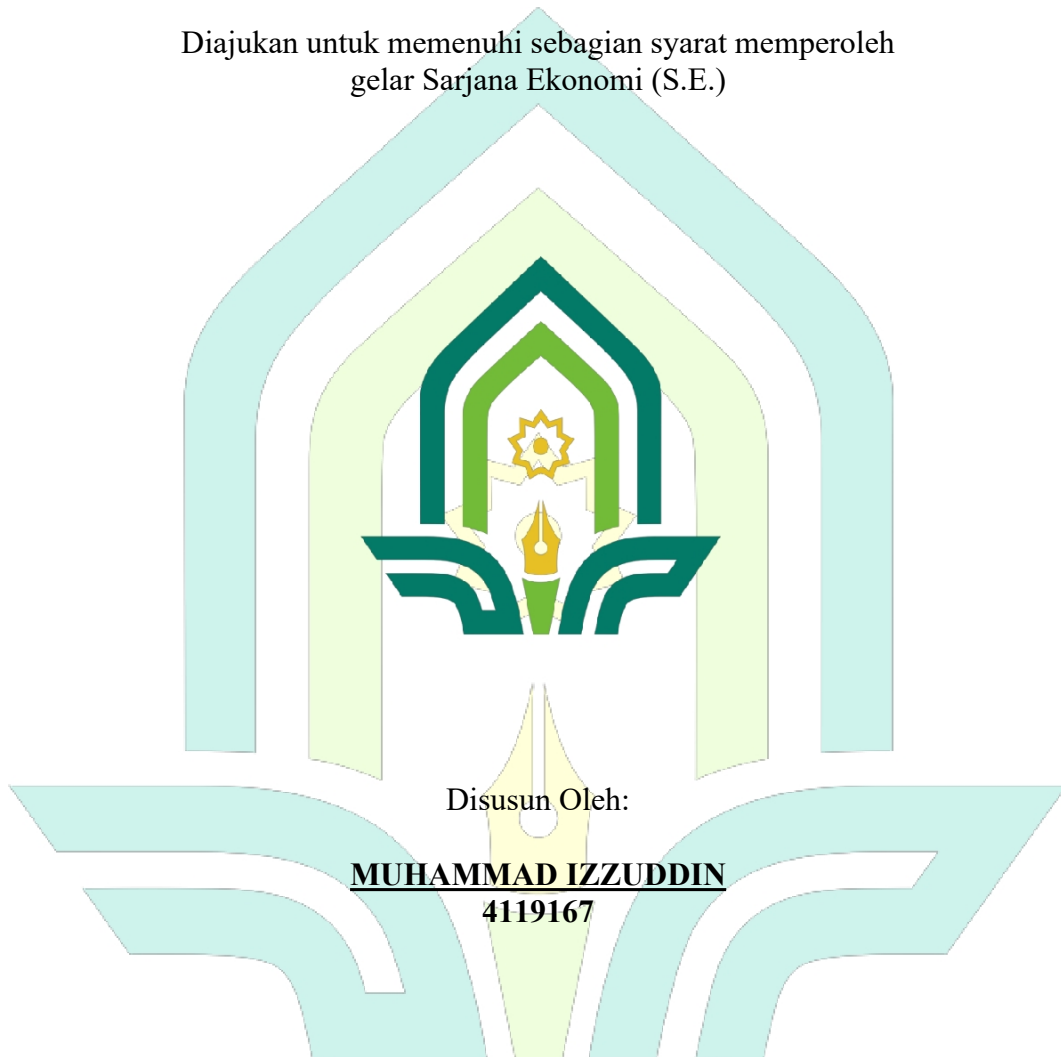 Diajukan untuk memenuhi sebagian syarat memperoleh
gelar Sarjana Ekonomi (S.E.)
Disusun Oleh:
MUHAMMAD IZZUDDIN
4119167